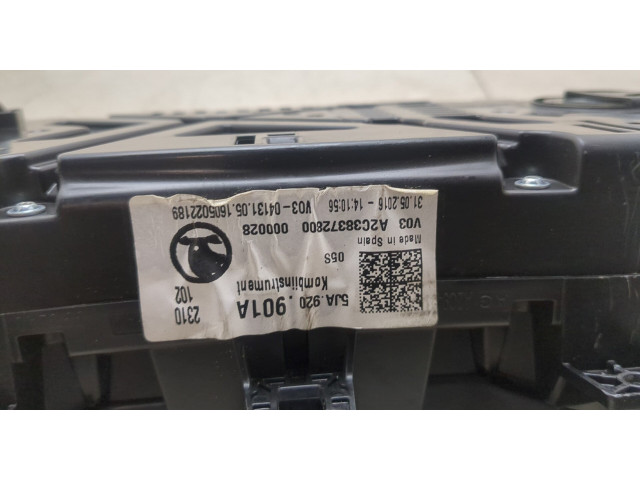 5JA.920.901A 2310
Kombiinstrument 102
05S
Made in Spain
V03 A2C38372800 000028
31.05.2016 - 14:10:56 V03-04131.05.1605022189